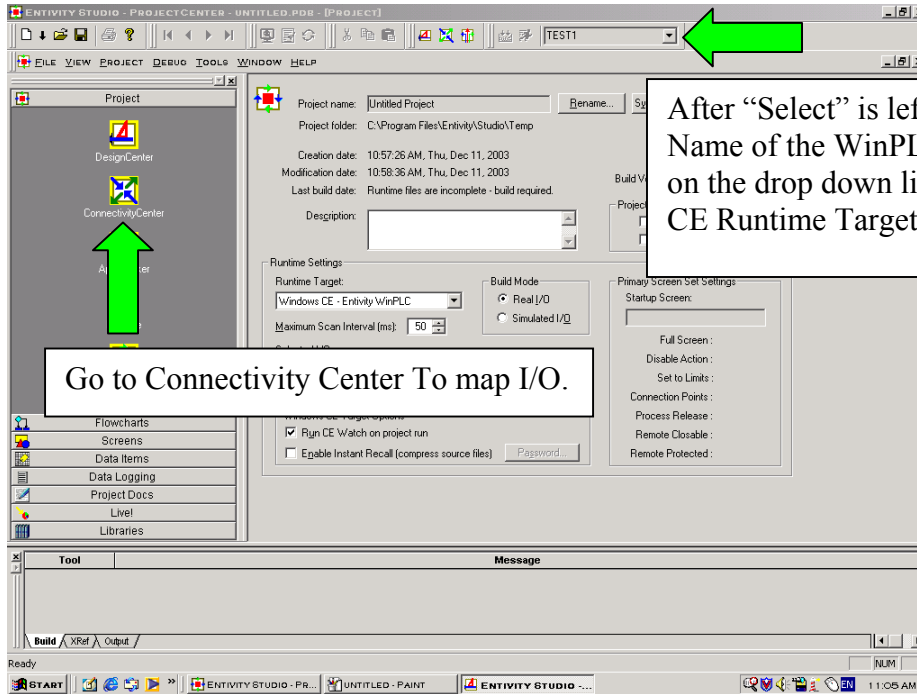 ENTIVITY STUDIO - PROJECTCENTER - UNTITLED.PDB - [PROJECT]
TEST1
FILE VIEW PROJECT DEBUG TOOLS WINDOW HELP
Project
DesignCenter
ConnectivityCenter
Flowcharts
Screens
Data Items
Data Logging
Project Docs
Live!
Libraries
Project name: Untitled Project Rename...
Project folder: C:\Program Files\Entivity\Studio\Temp
Creation date: 10:57:26 AM, Thu, Dec 11, 2003
Modification date: 10:58:36 AM, Thu, Dec 11, 2003
Last build date: Runtime files are incomplete - build required.
Description:
After “Select” is
Name of the
on the drop down
CE Runtime Target
Runtime Settings
Runtime Target:
Windows CE - Entivity WinPLC
Maximum Scan Interval (ms): 50
Build Mode
Real I/O
Simulated I/O
Primary Screen Set Settings
Startup Screen:
Full Screen :
Disable Action :
Set to Limits :
Connection Points :
Process Release :
Remote Closable :
Remote Protected :
Go to Connectivity Center To map I/O.
Run CE Watch on project run
Enable Instant Recall (compress source files) Password...
Tool Message
Build XRef Output
Ready NUM
START ENTIVITY STUDIO - PR... UNTITLED - PAINT ENTIVITY STUDIO -... EN 11:05 AM